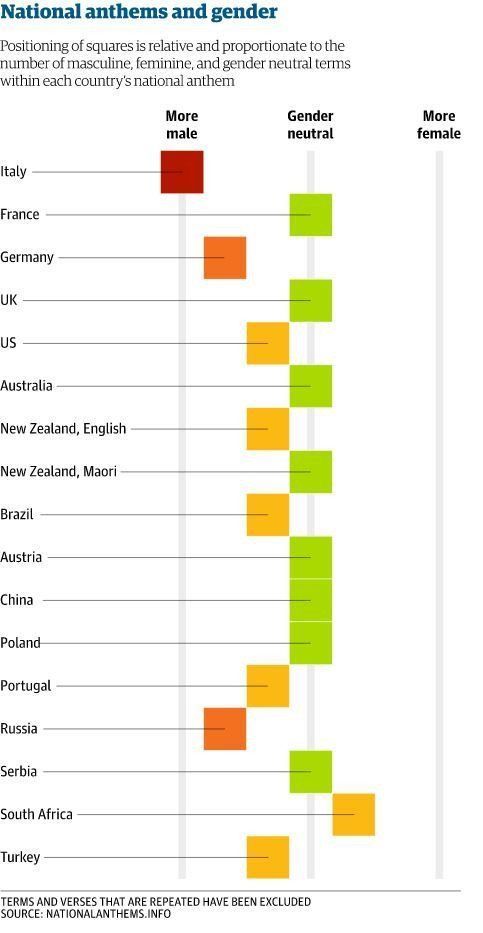 National anthems and gender
Positioning of squares is relative and proportionate to the
number of masculine, feminine, and gender neutral terms
within each country's national anthem
More male
Gender neutral
More female
Italy
France
Germany
UK
US
Australia
New Zealand, English
New Zealand, Maori
Brazil
Austria
China
Poland
Portugal
Russia
Serbia
South Africa
Turkey
TERMS AND VERSES THAT ARE REPEATED HAVE BEEN EXCLUDED
SOURCE: NATIONALANTHEMS.INFO